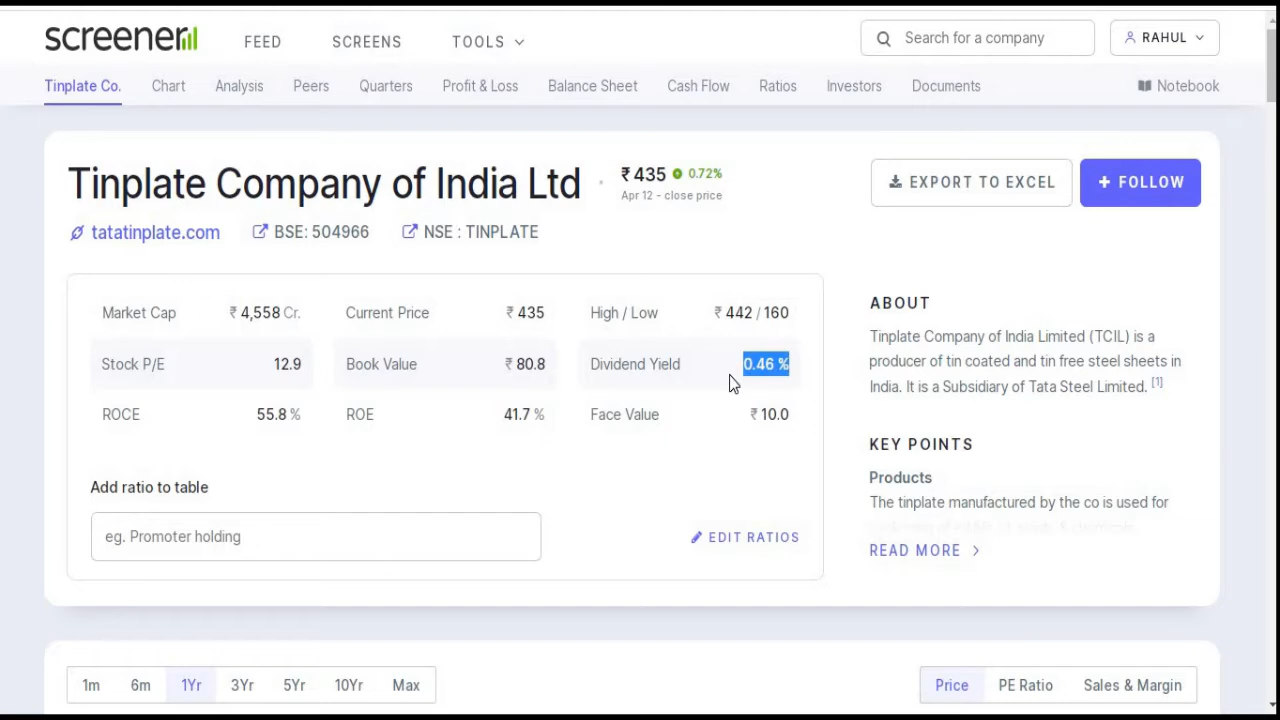 screener FEED SCREENS TOOLS Search for a company RAHUL
Tinplate Co. Chart Analysis Peers Quarters Profit & Loss Balance Sheet Cash Flow Ratios Investors Documents Notebook
Tinplate Company of India Ltd ₹ 435 0.72%
Apr 12 - close price
EXPORT TO EXCEL + FOLLOW
tatatinplate.com BSE: 504966 NSE : TINPLATE
Market Cap ₹ 4,558 Cr. Current Price ₹ 435 High / Low ₹ 442 / 160
Stock P/E 12.9 Book Value ₹ 80.8 Dividend Yield 0.46 %
ROCE 55.8 % ROE 41.7 % Face Value ₹ 10.0
Add ratio to table
eg. Promoter holding EDIT RATIOS
ABOUT
Tinplate Company of India Limited (TCIL) is a
producer of tin coated and tin free steel sheets in
India. It is a Subsidiary of Tata Steel Limited. [1]
KEY POINTS
Products
The tinplate manufactured by the co is used for
READ MORE
1m 6m 1Yr 3Yr 5Yr 10Yr Max Price PE Ratio Sales & Margin